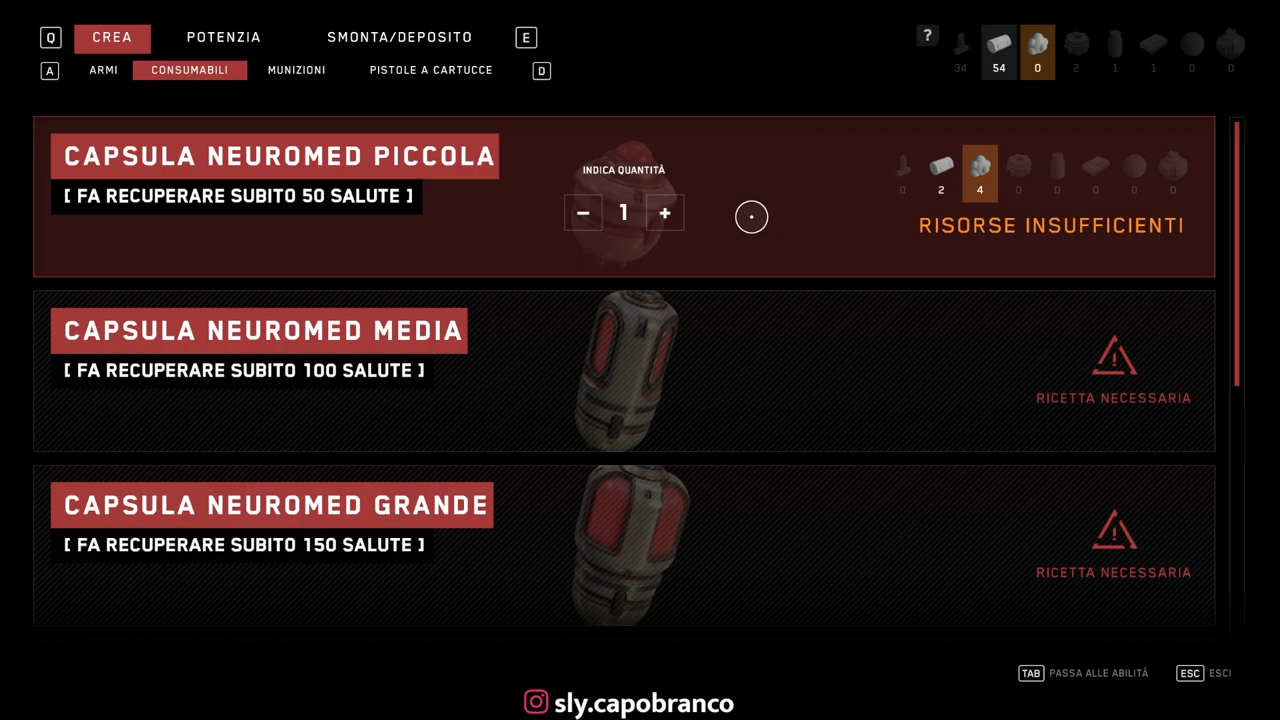 Q CREA POTENZIA SMONTA/DEPOSITO E
A ARMI CONSUMABILI MUNIZIONI PISTOLE A CARTUCCE D
?
34 54 0 2 1 1 0 0
CAPSULA NEUROMED PICCOLA
[ FA RECUPERARE SUBITO 50 SALUTE ]
INDICA QUANTITÀ
− 1 +
0 2 4 0 0 0 0 0
RISORSE INSUFFICIENTI
CAPSULA NEUROMED MEDIA
[ FA RECUPERARE SUBITO 100 SALUTE ]
RICETTA NECESSARIA
CAPSULA NEUROMED GRANDE
[ FA RECUPERARE SUBITO 150 SALUTE ]
RICETTA NECESSARIA
TAB PASSA ALLE ABILITÀ ESC ESCI
sly.capobranco